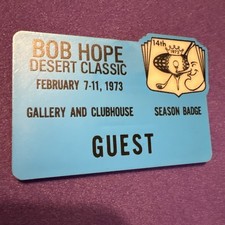 BOB HOPE
DESERT CLASSIC
FEBRUARY 7-11, 1973
14th
GALLERY AND CLUBHOUSE
SEASON BADGE
GUEST